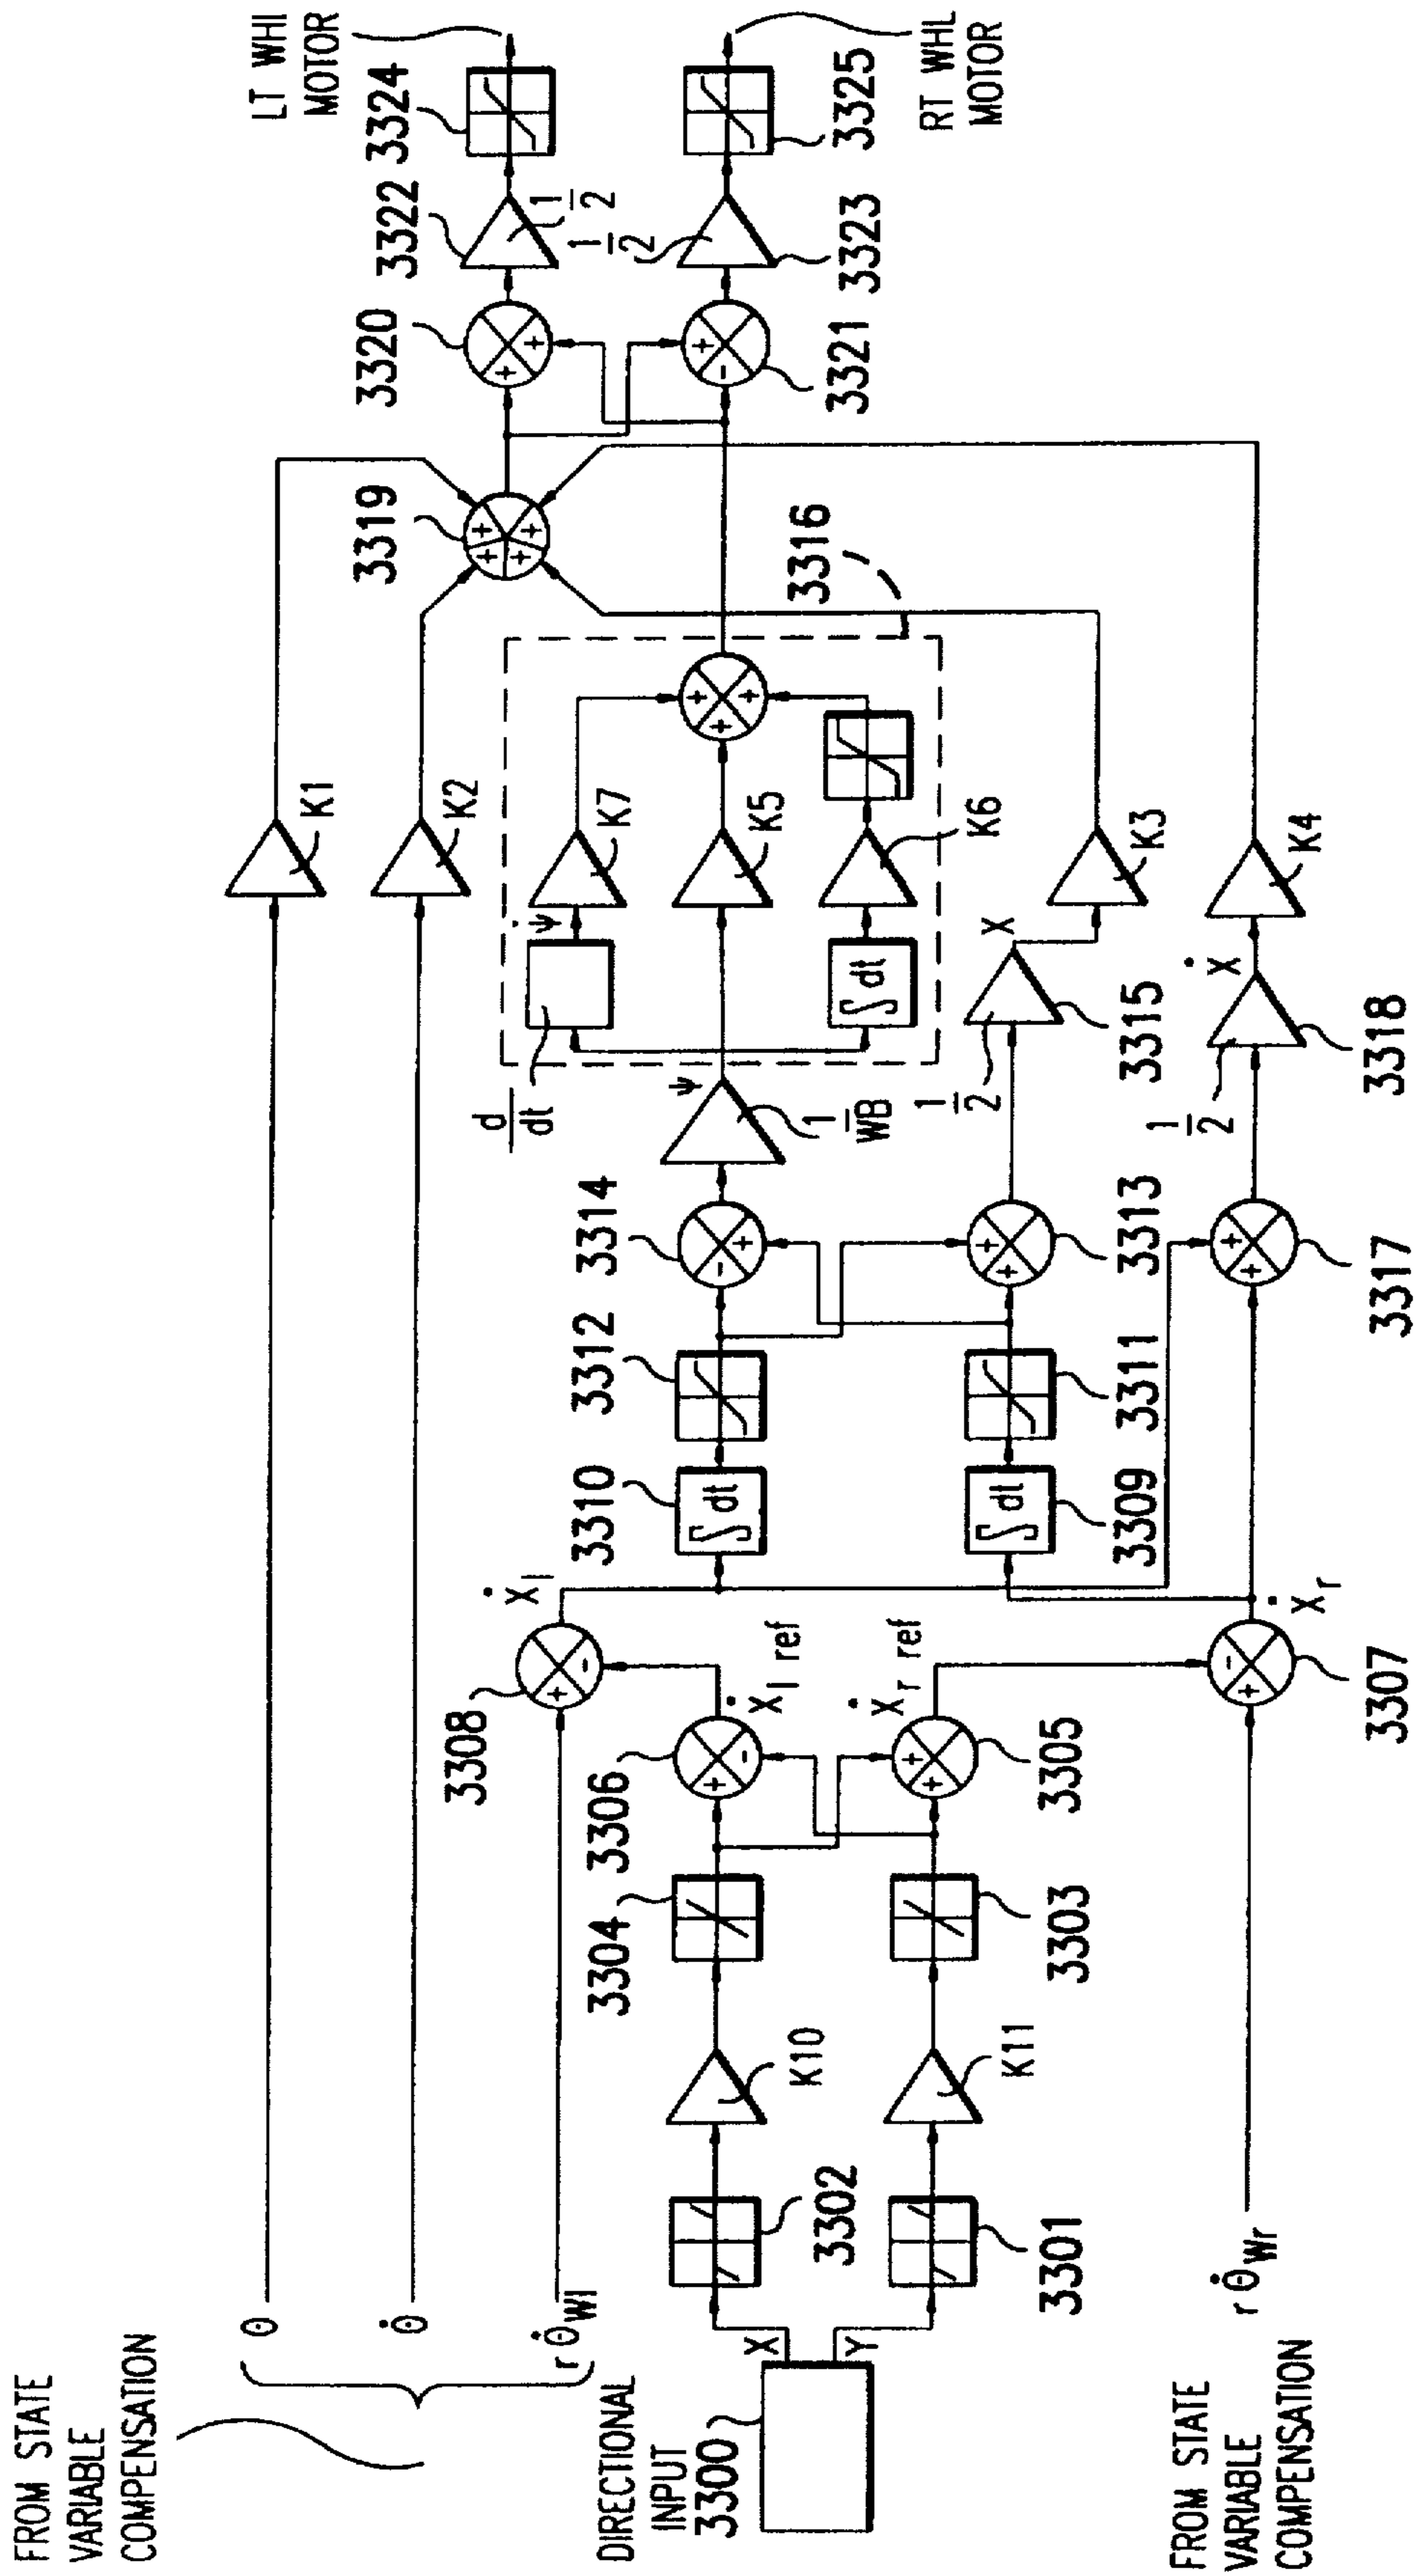 FROM STATE
VARIABLE
COMPENSATION
θ
θ̇
r θ̇Wl
DIRECTIONAL
INPUT
3300
X
Y
3302
3301
K10
K11
3304
3303
3306
3305
+
-
+
+
Ẋl ref
Ẋr ref
3308
+
-
Ẋl
FROM STATE
VARIABLE
COMPENSATION
r θ̇Wr
3307
+
-
Ẋr
3310
∫ dt
3309
∫ dt
3312
3311
3314
-
+
3313
+
+
3317
+
+
1/WB
ψ
1/2
3315
X
1/2
3318
Ẋ
d/dt
ψ̇
∫ dt
K1
K2
K7
K5
K6
K3
K4
+
+
+
3316
3319
+
+
+
+
3320
+
+
3321
+
-
3322
1/2
1/2
3323
3324
3325
LT WHl
MOTOR
RT WHL
MOTOR